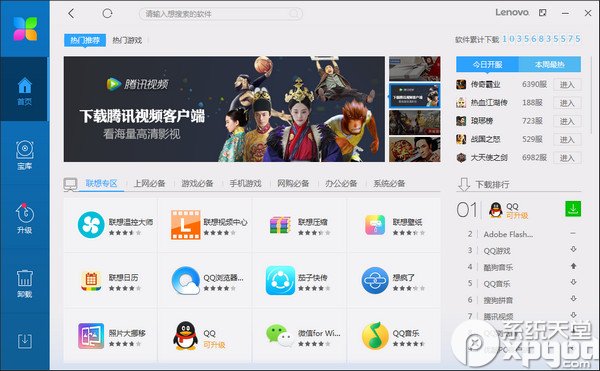 请输入想搜索的软件
Lenovo
热门推荐 热门游戏
软件累计下载 10356835575
腾讯视频
下载腾讯视频客户端
看海量高清影视
今日开服 本周最热
传奇霸业 6390服 进入
热血江湖传 188服 进入
琅琊榜 723服 进入
战国之怒 529服 进入
大天使之剑 6982服 进入
首页
宝库
升级
卸载
联想专区 上网必备 游戏必备 手机游戏 网购必备 办公必备 系统必备
联想温控大师
联想视频中心
联想压缩
联想壁纸
联想日历
QQ浏览器...
茄子快传
想疯了
照片大挪移
QQ
可升级
微信for Wi...
QQ音乐
下载排行
01 QQ
可升级
2 Adobe Flash...
3 QQ游戏
4 酷狗音乐
5 QQ音乐
6 搜狗拼音
7 腾讯视频
8
9
系统天堂
xpgod.com